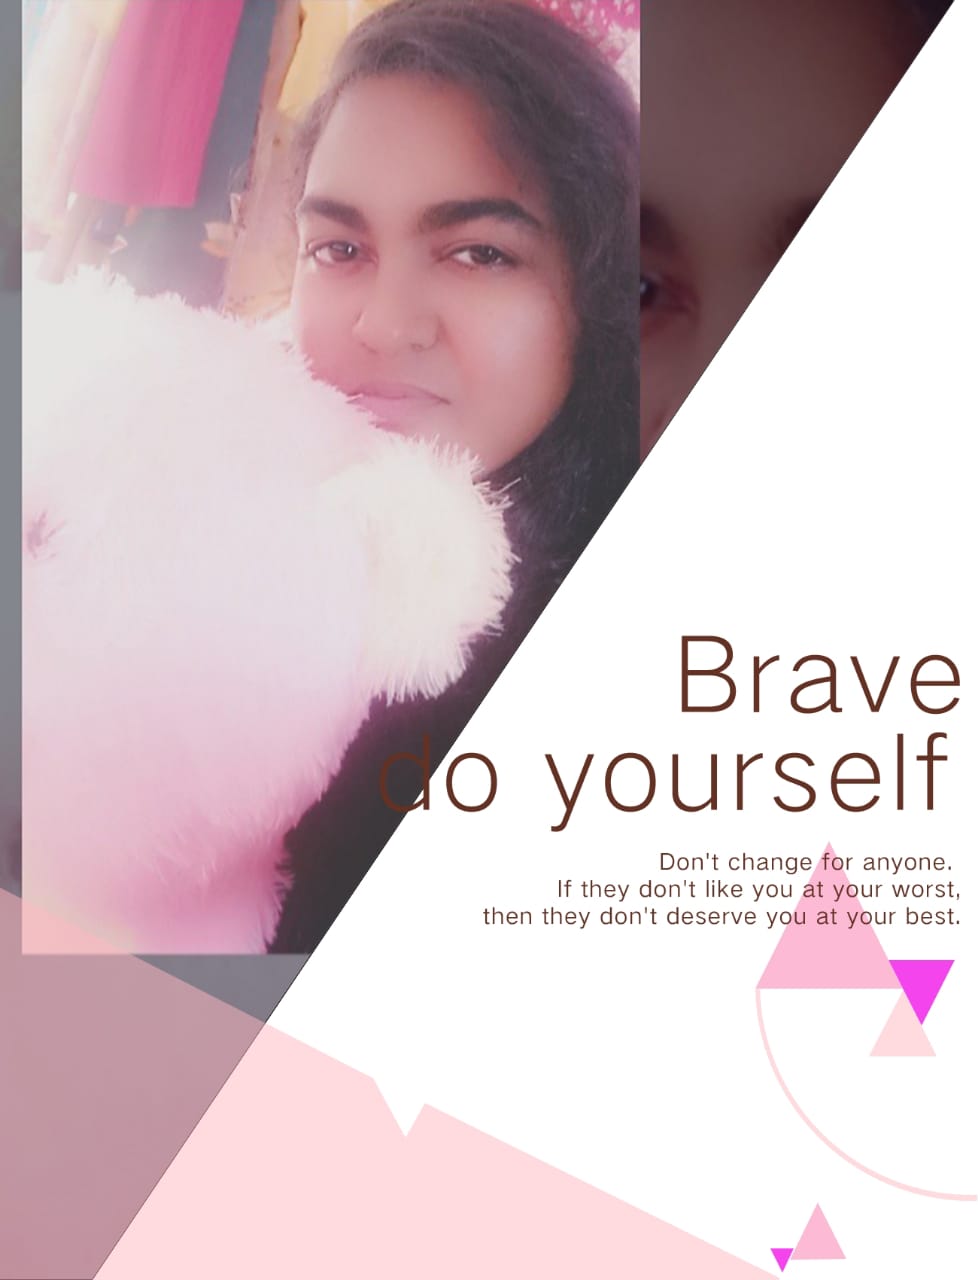 Brave
do yourself
Don't change for anyone.
If they don't like you at your worst,
then they don't deserve you at your best.